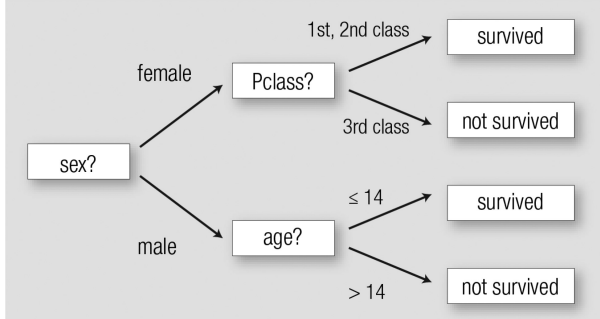 1st, 2nd class
survived
female
Pclass?
3rd class
not survived
sex?
≤ 14
survived
male
age?
> 14
not survived